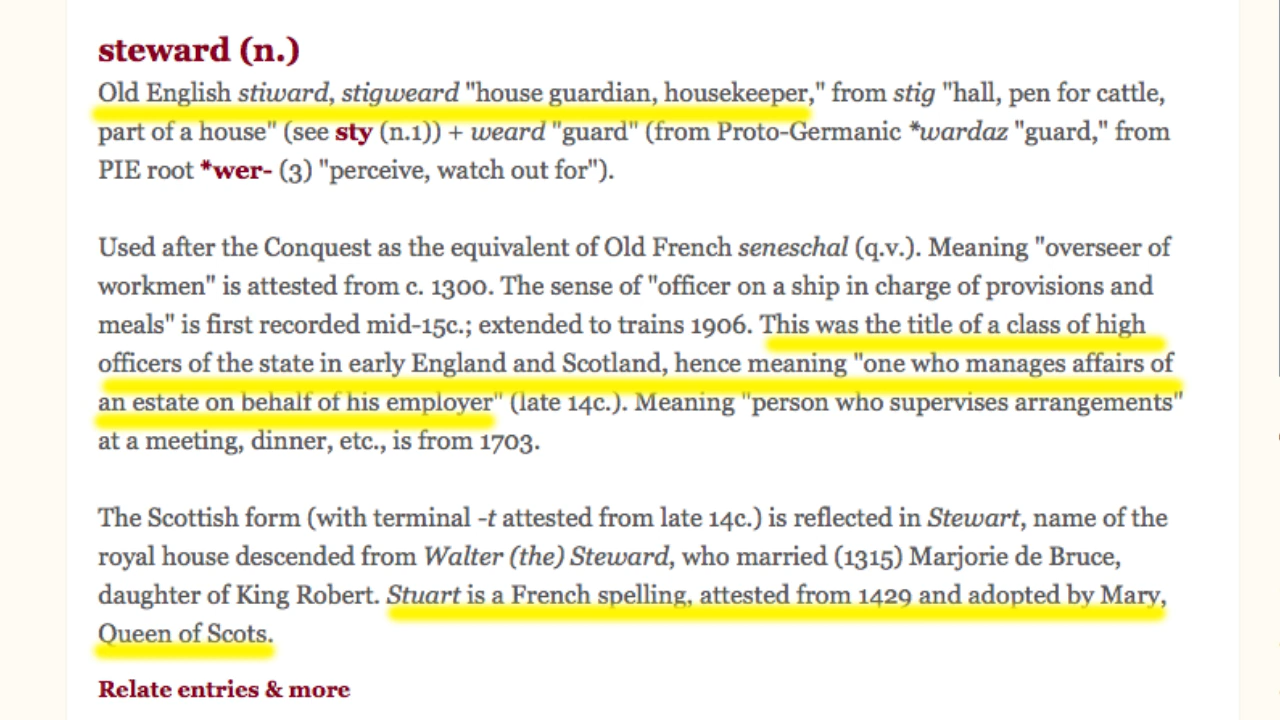 steward (n.)
Old English stiward, stigweard "house guardian, housekeeper," from stig "hall, pen for cattle,
part of a house" (see sty (n.1)) + weard "guard" (from Proto-Germanic *wardaz "guard," from
PIE root *wer- (3) "perceive, watch out for").
Used after the Conquest as the equivalent of Old French seneschal (q.v.). Meaning "overseer of
workmen" is attested from c. 1300. The sense of "officer on a ship in charge of provisions and
meals" is first recorded mid-15c.; extended to trains 1906. This was the title of a class of high
officers of the state in early England and Scotland, hence meaning "one who manages affairs of
an estate on behalf of his employer" (late 14c.). Meaning "person who supervises arrangements"
at a meeting, dinner, etc., is from 1703.
The Scottish form (with terminal -t attested from late 14c.) is reflected in Stewart, name of the
royal house descended from Walter (the) Steward, who married (1315) Marjorie de Bruce,
daughter of King Robert. Stuart is a French spelling, attested from 1429 and adopted by Mary,
Queen of Scots.
Relate entries & more